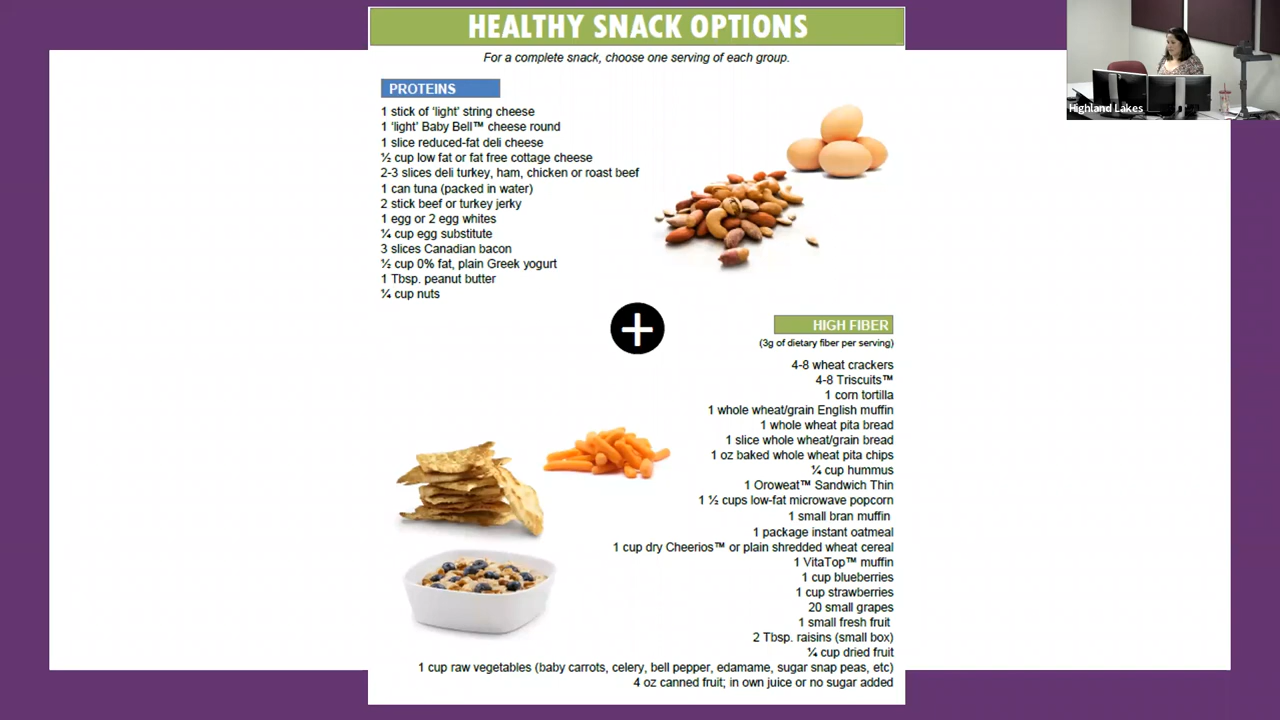 HEALTHY SNACK OPTIONS
For a complete snack, choose one serving of each group.
Highland Lakes
PROTEINS
1 stick of ‘light’ string cheese
1 ‘light’ Baby Bell™ cheese round
1 slice reduced-fat deli cheese
½ cup low fat or fat free cottage cheese
2-3 slices deli turkey, ham, chicken or roast beef
1 can tuna (packed in water)
2 stick beef or turkey jerky
1 egg or 2 egg whites
¼ cup egg substitute
3 slices Canadian bacon
½ cup 0% fat, plain Greek yogurt
1 Tbsp. peanut butter
¼ cup nuts
HIGH FIBER
(3g of dietary fiber per serving)
4-8 wheat crackers
4-8 Triscuits™
1 corn tortilla
1 whole wheat/grain English muffin
1 whole wheat pita bread
1 slice whole wheat/grain bread
1 oz baked whole wheat pita chips
¼ cup hummus
1 Oroweat™ Sandwich Thin
1 ½ cups low-fat microwave popcorn
1 small bran muffin
1 package instant oatmeal
1 cup dry Cheerios™ or plain shredded wheat cereal
1 VitaTop™ muffin
1 cup blueberries
1 cup strawberries
20 small grapes
1 small fresh fruit
2 Tbsp. raisins (small box)
¼ cup dried fruit
1 cup raw vegetables (baby carrots, celery, bell pepper, edamame, sugar snap peas, etc)
4 oz canned fruit; in own juice or no sugar added